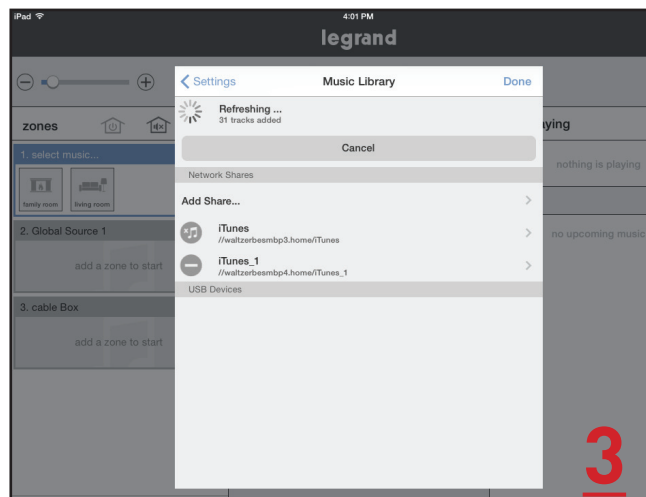 iPad
4:01 PM
legrand
Settings
Music Library
Done
Refreshing ...
31 tracks added
Cancel
Network Shares
Add Share...
iTunes
//waltzerbesmbp3.home/iTunes
iTunes_1
//waltzerbesmbp4.home/iTunes_1
USB Devices
zones
1. select music...
family room
living room
2. Global Source 1
add a zone to start
3. cable Box
add a zone to start
ying
nothing is playing
no upcoming music
3